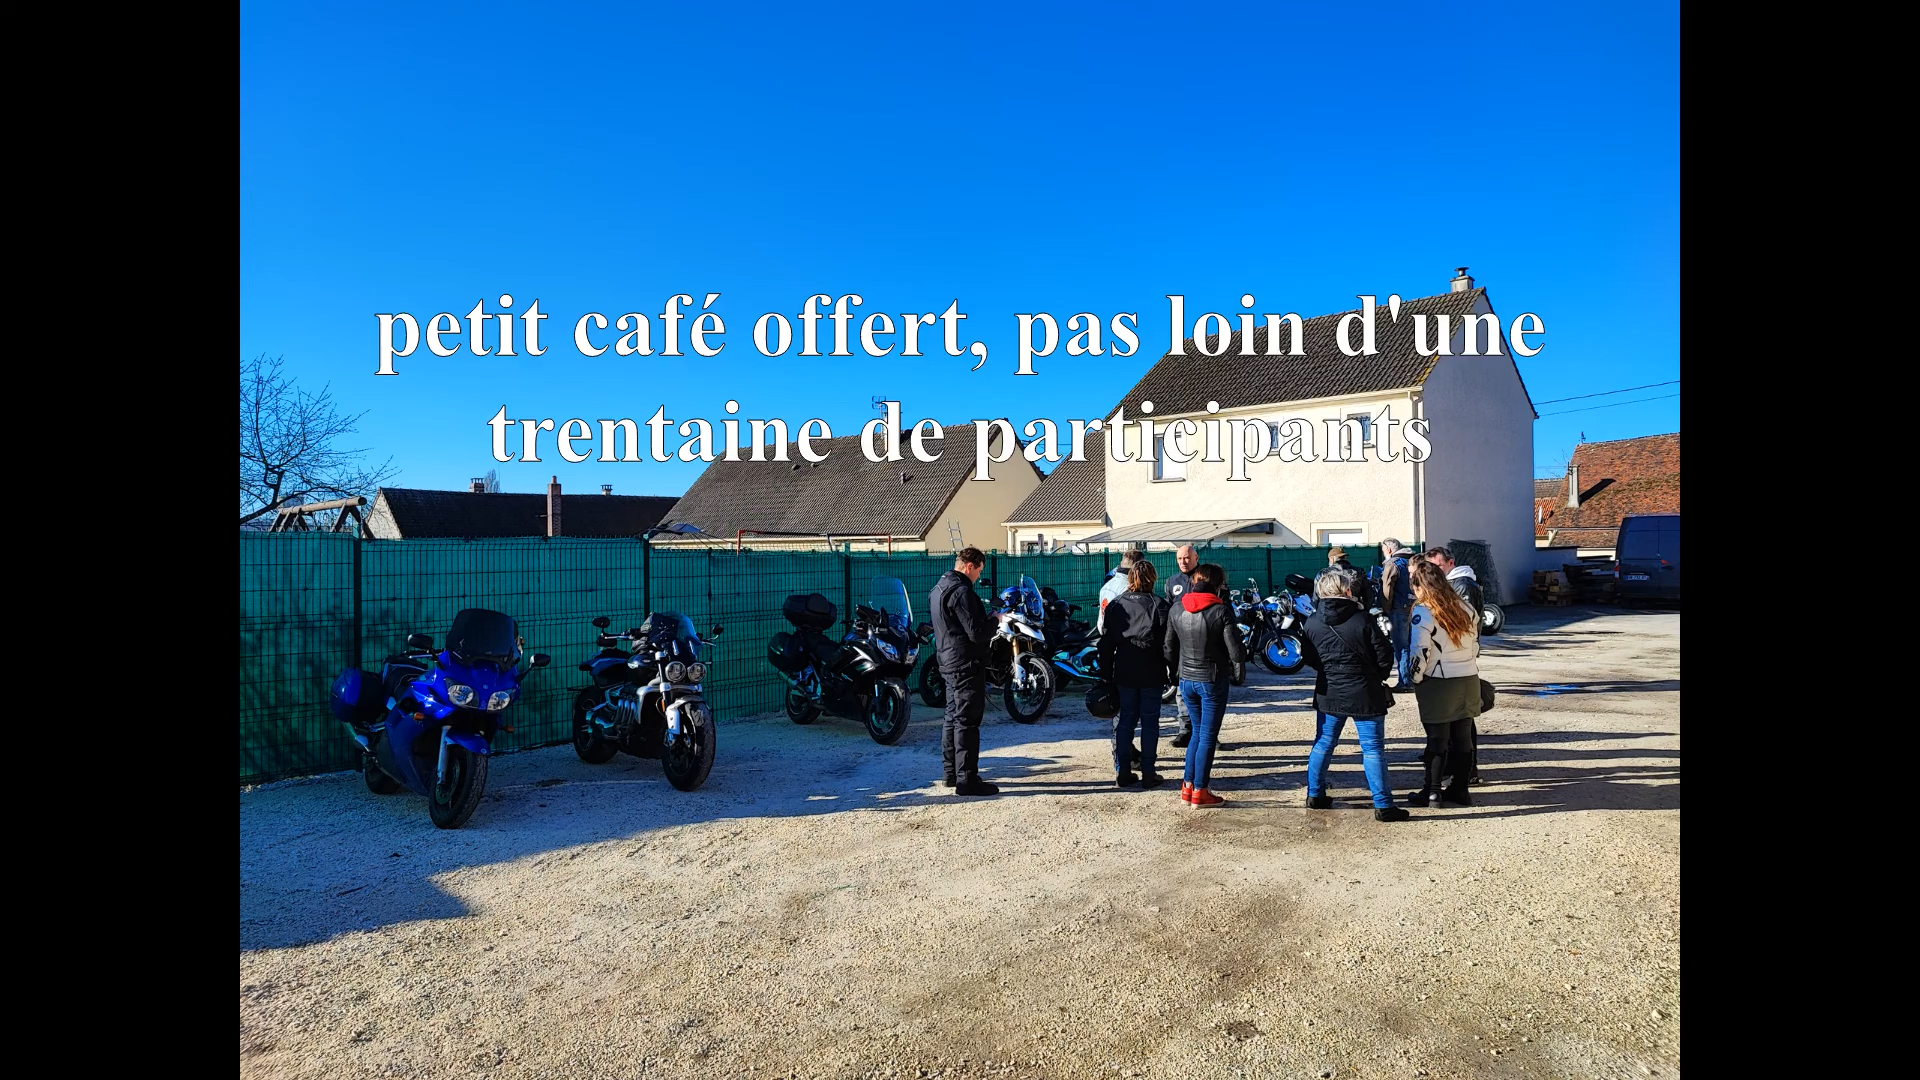 petit café offert, pas loin d'une
trentaine de participants